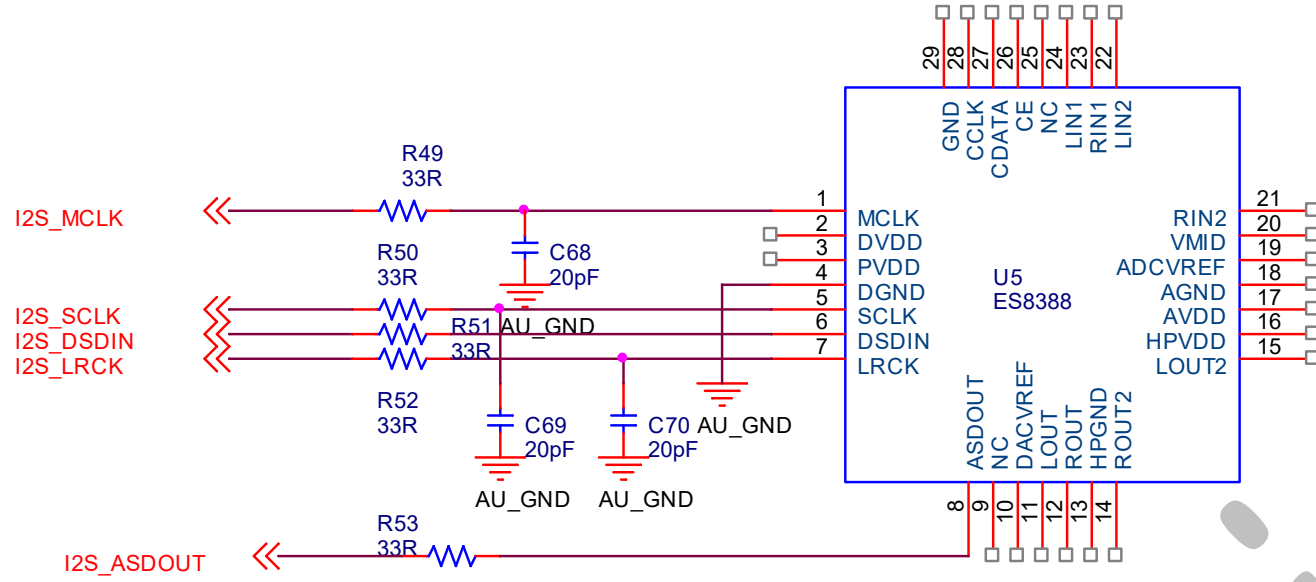 29
28
27
26
25
24
23
22
GND
CCLK
CDATA
CE
NC
LIN1
RIN1
LIN2
R49
33R
I2S_MCLK
1
MCLK
2
DVDD
3
PVDD
4
DGND
5
SCLK
6
DSDIN
7
LRCK
C68
20pF
AU_GND
R50
33R
I2S_SCLK
I2S_DSDIN
I2S_LRCK
R51
33R
R52
33R
C69
20pF
AU_GND
C70
20pF
AU_GND
AU_GND
U5
ES8388
21
RIN2
20
VMID
19
ADCVREF
18
AGND
17
AVDD
16
HPVDD
15
LOUT2
ASDOUT
NC
DACVREF
LOUT
ROUT
HPGND
ROUT2
8
9
10
11
12
13
14
R53
33R
I2S_ASDOUT